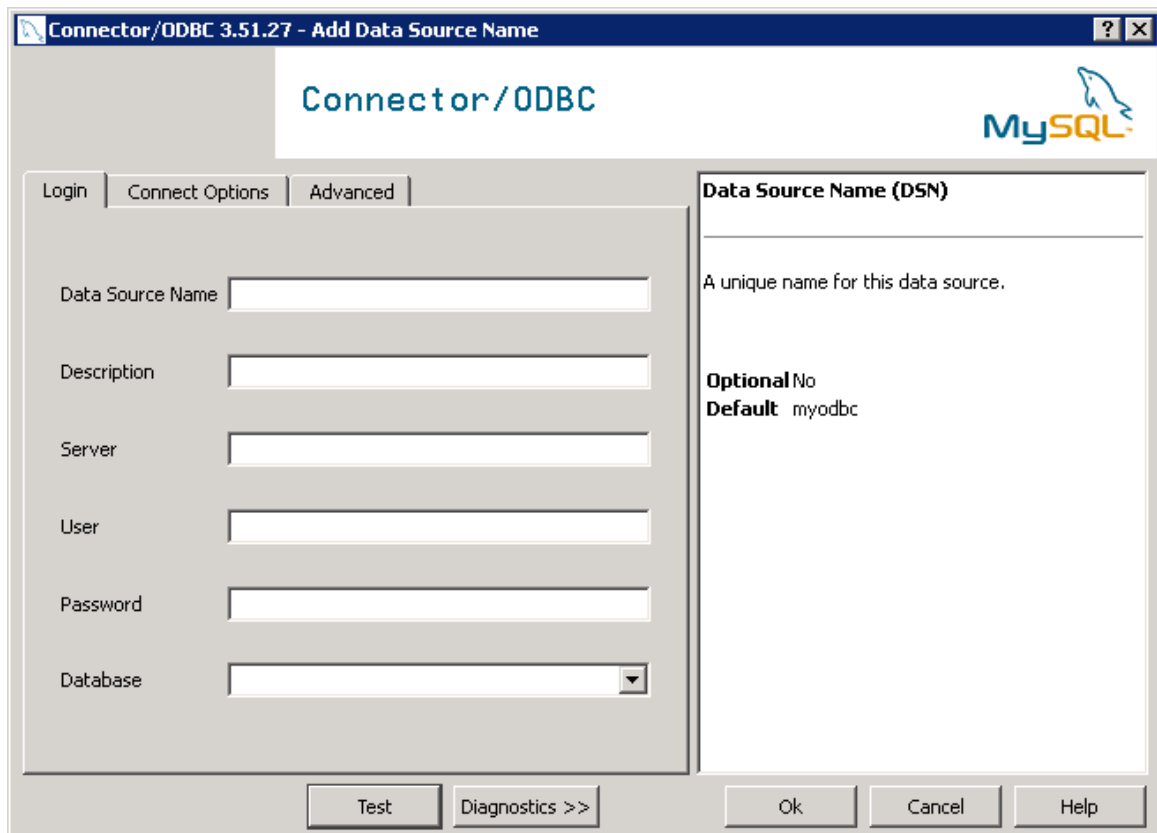 Connector/ODBC 3.51.27 - Add Data Source Name
Connector/ODBC
MySQL
Login
Connect Options
Advanced
Data Source Name
Description
Server
User
Password
Database
Data Source Name (DSN)
A unique name for this data source.
Optional No
Default myodbc
Test
Diagnostics >>
Ok
Cancel
Help